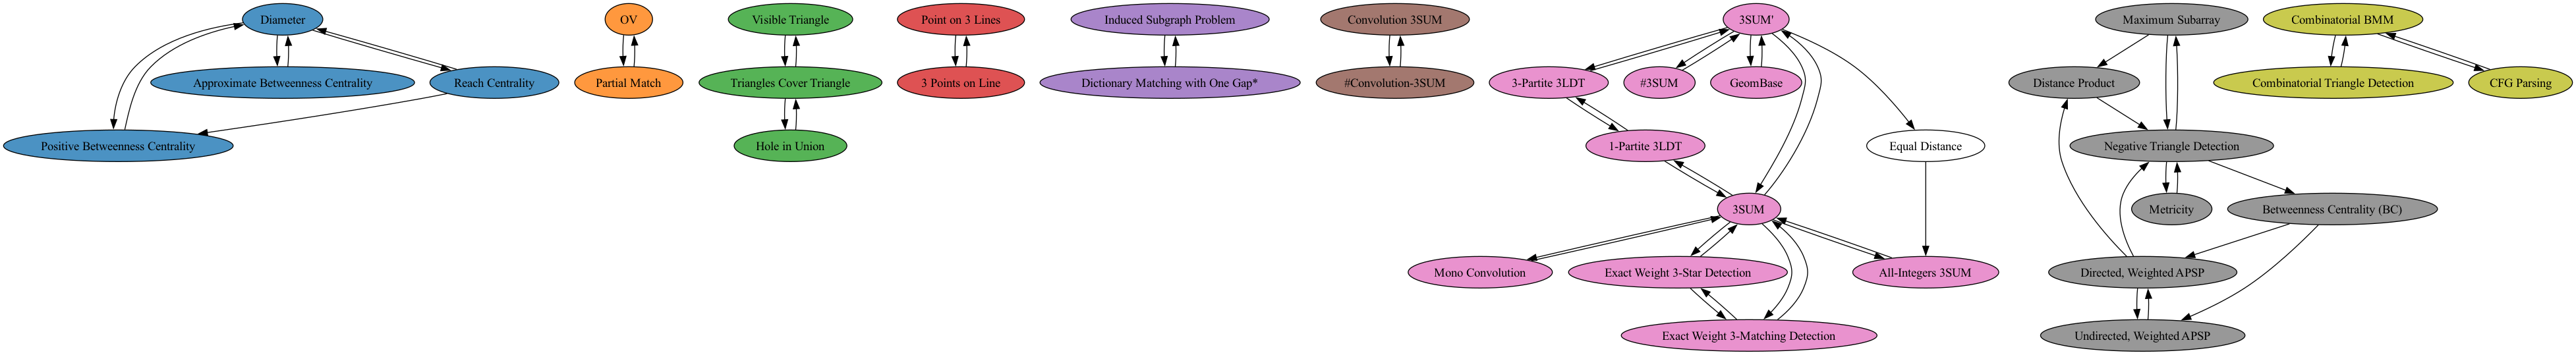 Diameter
OV
Visible Triangle
Point on 3 Lines
Induced Subgraph Problem
Convolution 3SUM
3SUM'
Maximum Subarray
Combinatorial BMM
Approximate Betweenness Centrality
Reach Centrality
Partial Match
Triangles Cover Triangle
3 Points on Line
Dictionary Matching with One Gap*
#Convolution-3SUM
3-Partite 3LDT
#3SUM
GeomBase
Distance Product
Combinatorial Triangle Detection
CFG Parsing
Positive Betweenness Centrality
Hole in Union
1-Partite 3LDT
Equal Distance
Negative Triangle Detection
3SUM
Metricity
Betweenness Centrality (BC)
Mono Convolution
Exact Weight 3-Star Detection
All-Integers 3SUM
Directed, Weighted APSP
Exact Weight 3-Matching Detection
Undirected, Weighted APSP